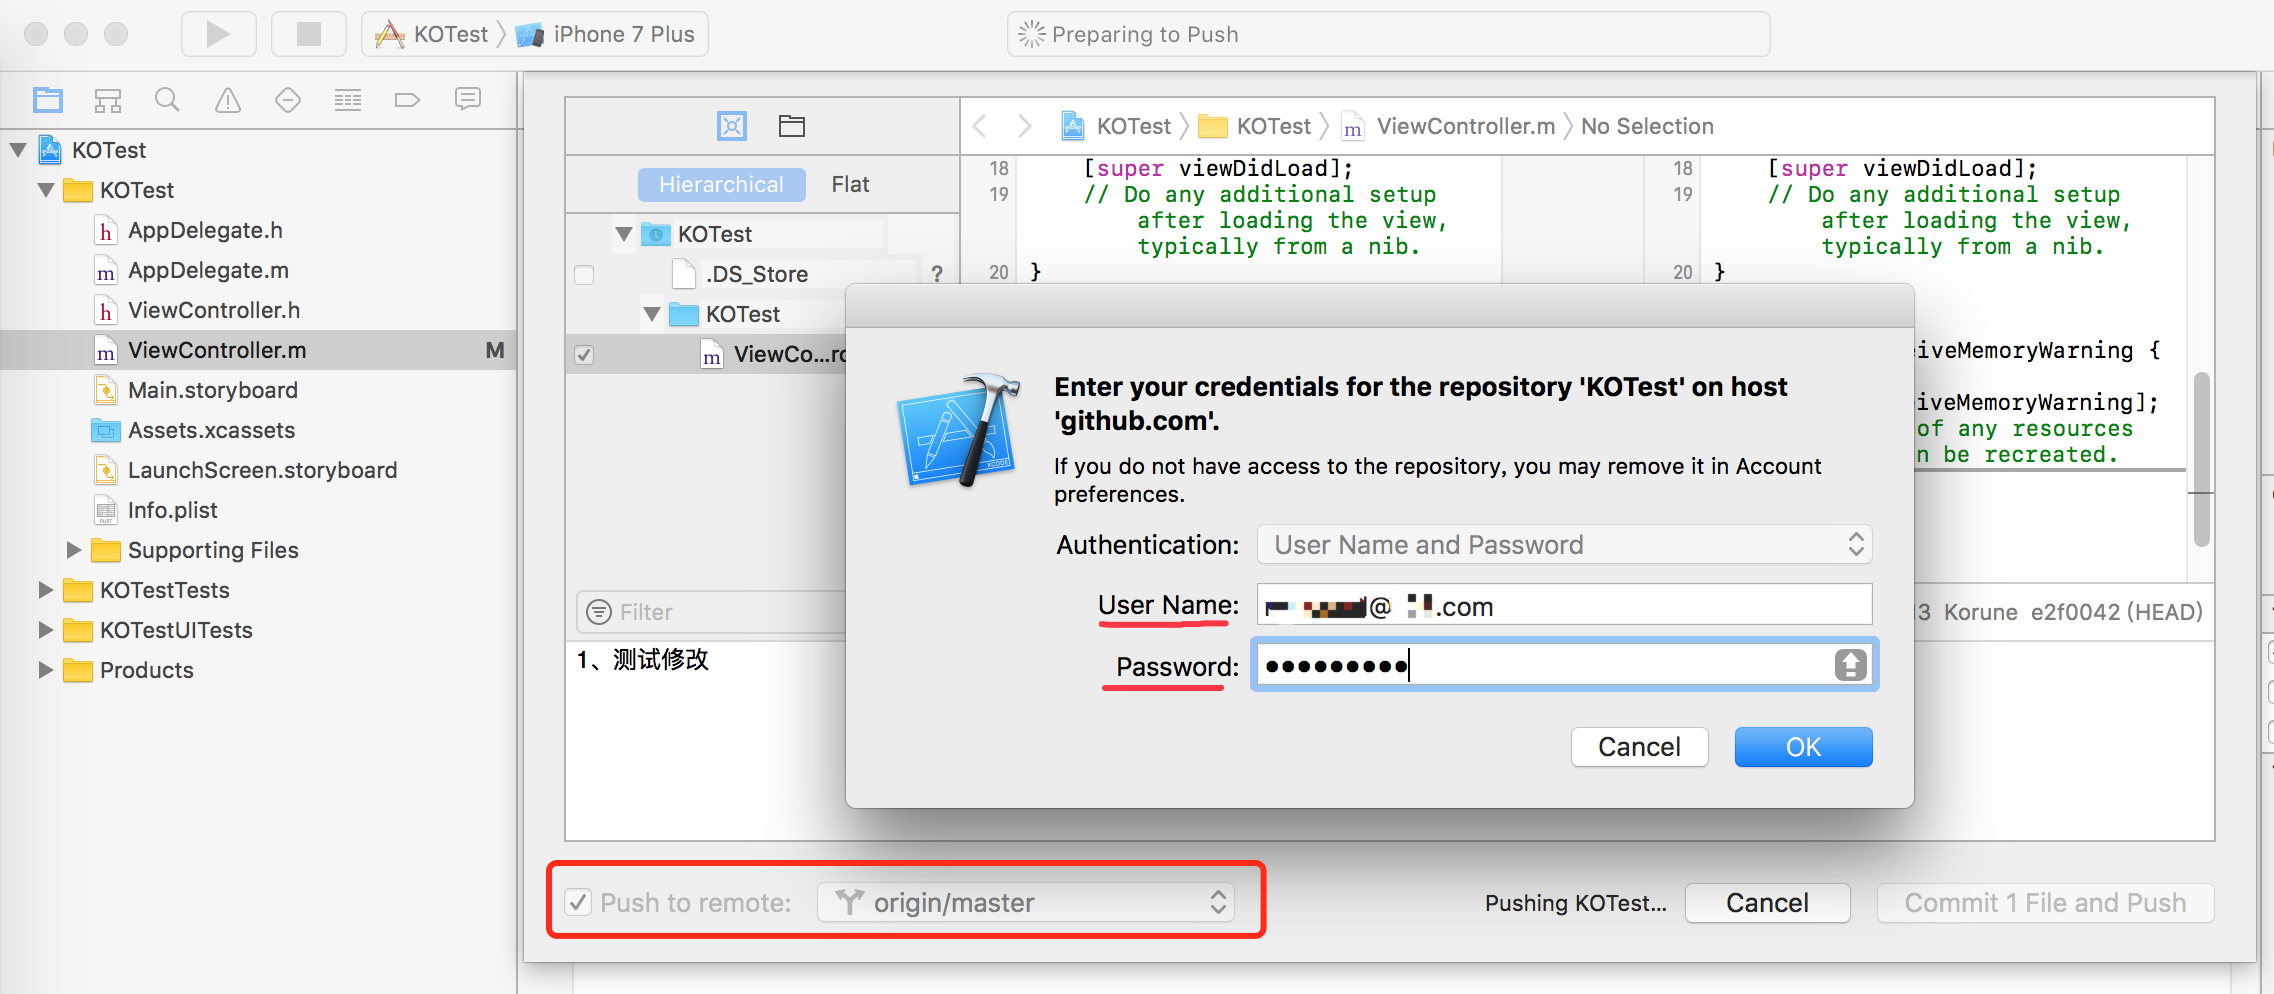 KOTest iPhone 7 Plus
Preparing to Push
KOTest
KOTest
AppDelegate.h
AppDelegate.m
ViewController.h
ViewController.m M
Main.storyboard
Assets.xcassets
LaunchScreen.storyboard
Info.plist
Supporting Files
KOTestTests
KOTestUITests
Products
Hierarchical Flat
KOTest
.DS_Store ?
KOTest
ViewCo...
Filter
1、测试修改
KOTest KOTest ViewController.m No Selection
18 [super viewDidLoad];
19 // Do any additional setup
after loading the view,
typically from a nib.
20 }
18 [super viewDidLoad];
19 // Do any additional setup
after loading the view,
typically from a nib.
20 }
iveMemoryWarning {
iveMemoryWarning];
of any resources
n be recreated.
Korune e2f0042 (HEAD)
Enter your credentials for the repository 'KOTest' on host
'github.com'.
If you do not have access to the repository, you may remove it in Account
preferences.
Authentication: User Name and Password
User Name: @ .com
Password: •••••••••
Cancel OK
Push to remote: origin/master
Pushing KOTest... Cancel Commit 1 File and Push